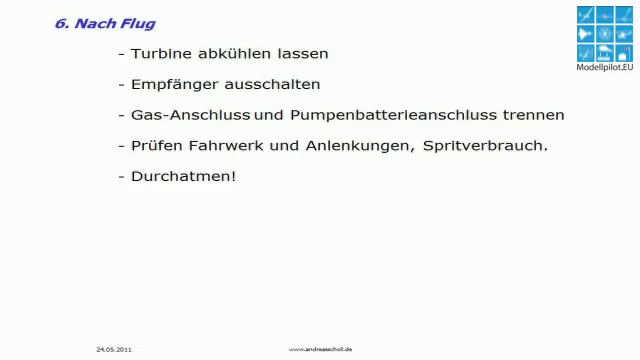 6. Nach Flug
Modellpilot.EU
- Turbine abkühlen lassen
- Empfänger ausschalten
- Gas-Anschluss und Pumpenbatterieanschluss trennen
- Prüfen Fahrwerk und Anlenkungen, Spritverbrauch.
- Durchatmen!
24.05.2011
www.andreasscholl.de